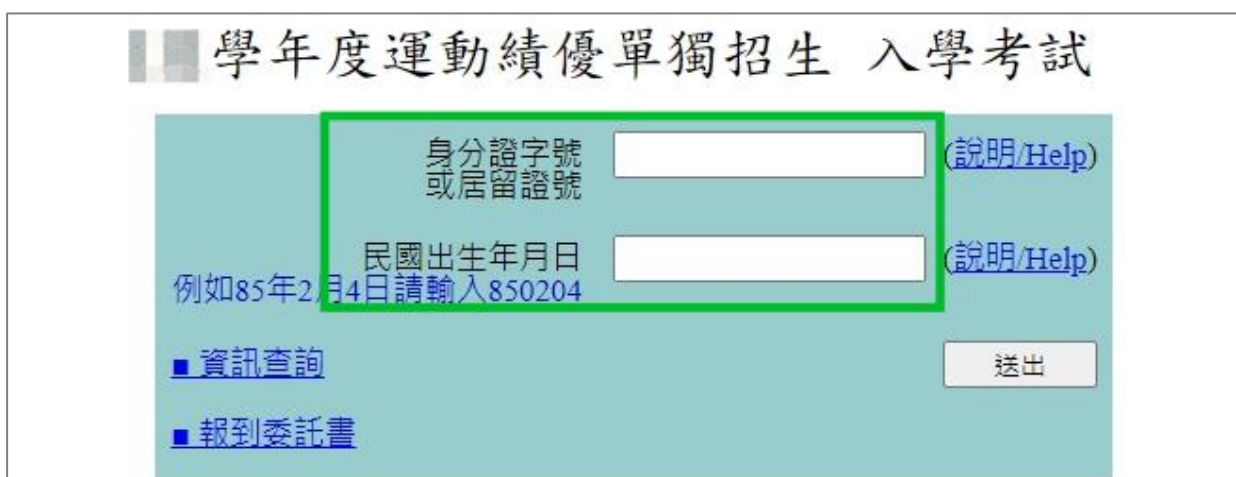 學年度運動績優單獨招生 入學考試
身分證字號
或居留證號
(說明/Help)
民國出生年月日
例如85年2月4日請輸入850204
(說明/Help)
■ 資訊查詢
送出
■ 報到委託書